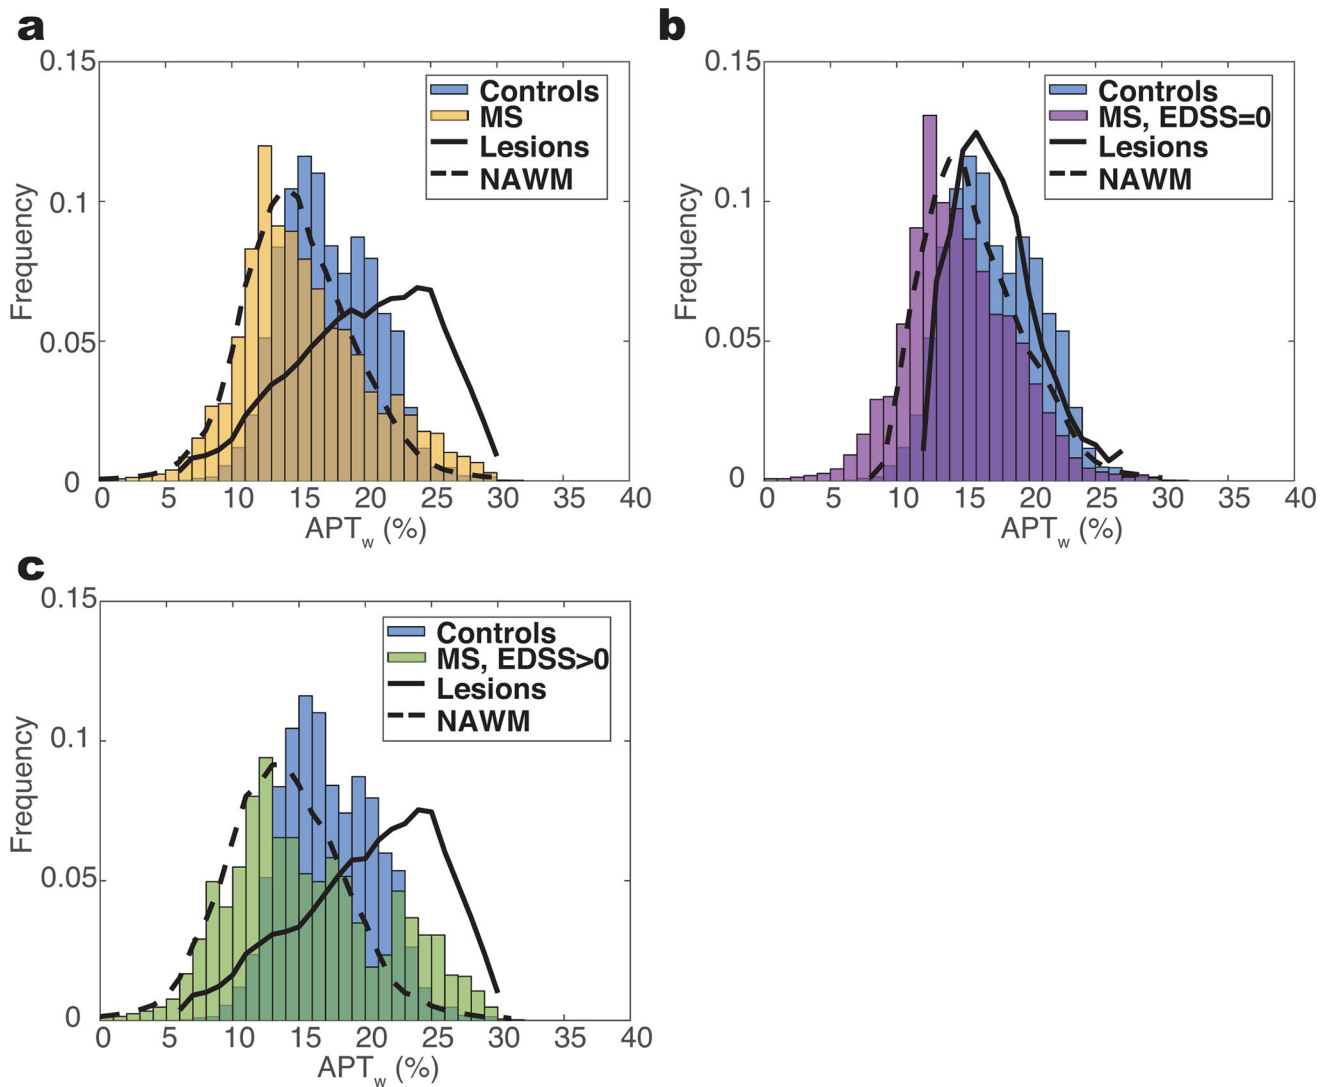 a
0.15
0.1
0.05
0
Frequency
Controls
MS
Lesions
NAWM
0 5 10 15 20 25 30 35 40
APTw (%)
b
0.15
0.1
0.05
0
Frequency
Controls
MS, EDSS=0
Lesions
NAWM
0 5 10 15 20 25 30 35 40
APTw (%)
c
0.15
0.1
0.05
0
Frequency
Controls
MS, EDSS>0
Lesions
NAWM
0 5 10 15 20 25 30 35 40
APTw (%)